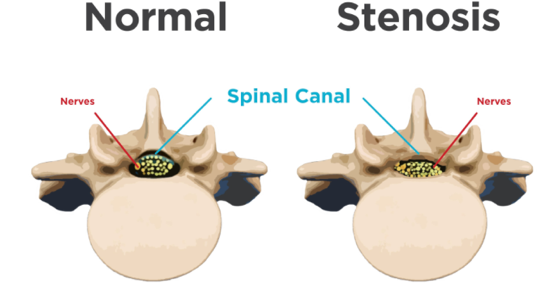 Normal
Stenosis
Nerves
Spinal Canal
Nerves